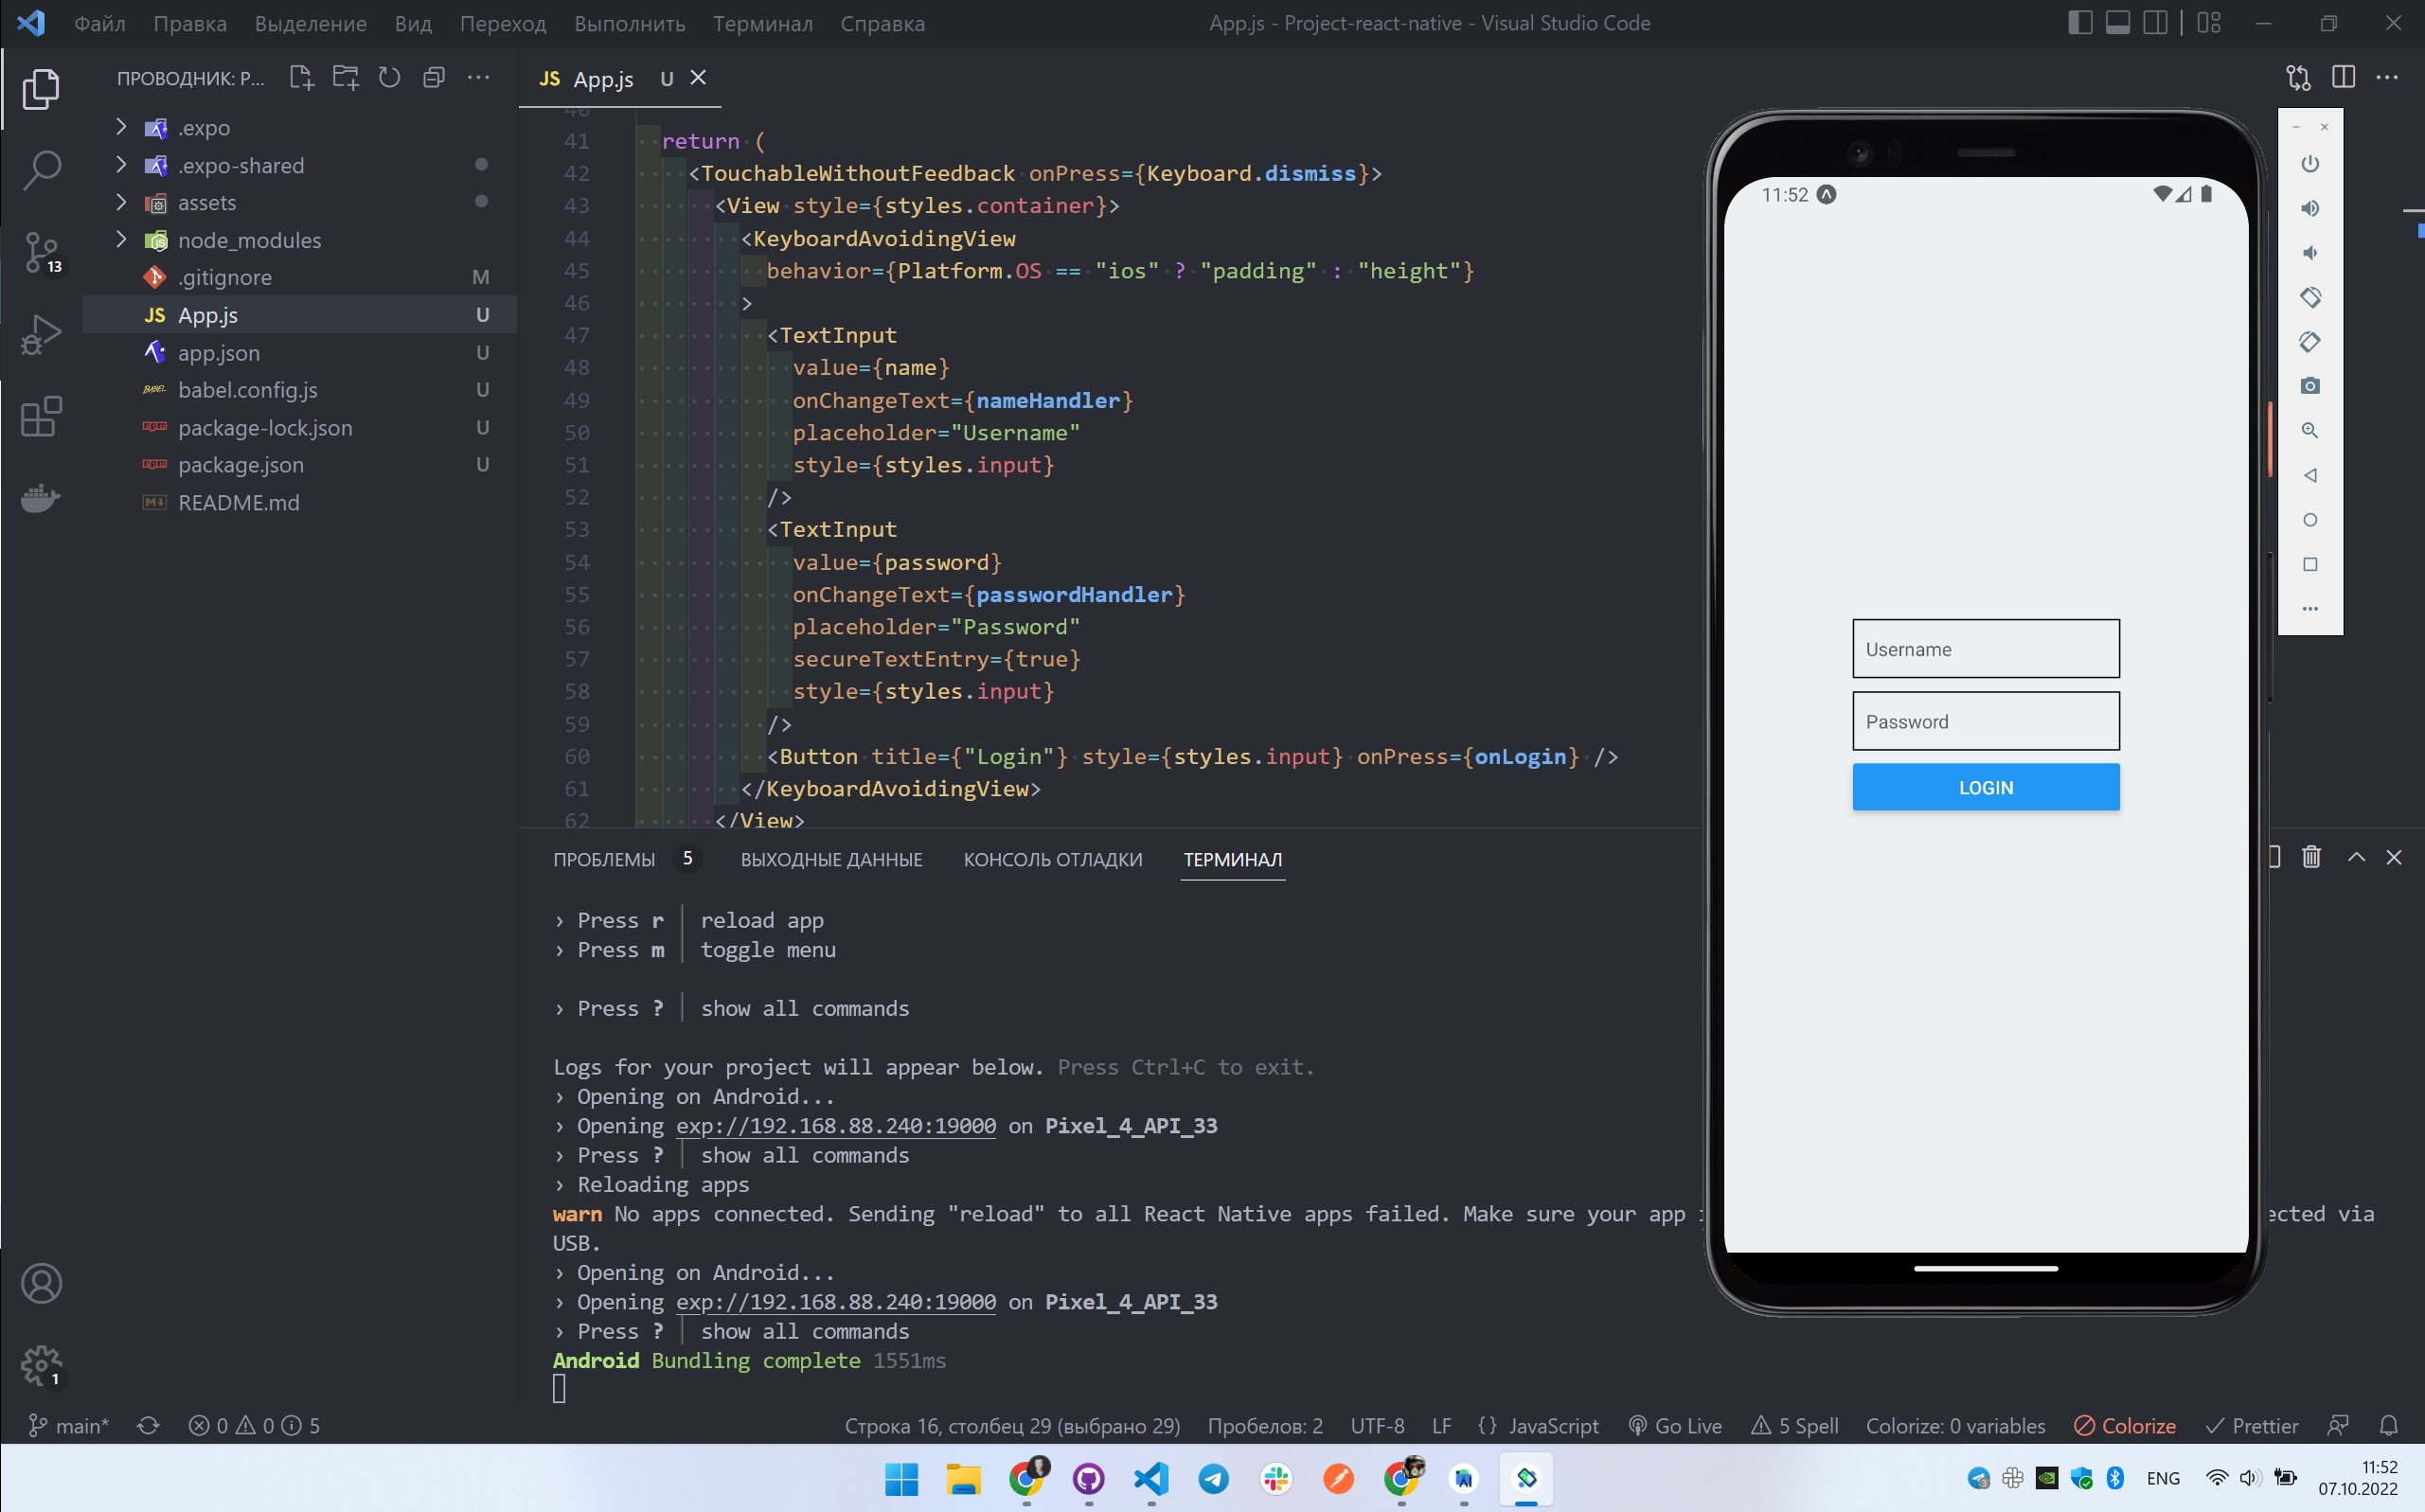 Файл Правка Выделение Вид Переход Выполнить Терминал Справка
App.js - Project-react-native - Visual Studio Code
ПРОВОДНИК: P...
.expo
.expo-shared
assets
node_modules
.gitignore M
JS App.js U
app.json U
babel.config.js U
package-lock.json U
package.json U
README.md
13
1
JS App.js U
40
41 return (
42 <TouchableWithoutFeedback onPress={Keyboard.dismiss}>
43 <View style={styles.container}>
44 <KeyboardAvoidingView
45 behavior={Platform.OS == "ios" ? "padding" : "height"}
46 >
47 <TextInput
48 value={name}
49 onChangeText={nameHandler}
50 placeholder="Username"
51 style={styles.input}
52 />
53 <TextInput
54 value={password}
55 onChangeText={passwordHandler}
56 placeholder="Password"
57 secureTextEntry={true}
58 style={styles.input}
59 />
60 <Button title={"Login"} style={styles.input} onPress={onLogin} />
61 </KeyboardAvoidingView>
62 </View>
ПРОБЛЕМЫ 5 ВЫХОДНЫЕ ДАННЫЕ КОНСОЛЬ ОТЛАДКИ ТЕРМИНАЛ
› Press r │ reload app
› Press m │ toggle menu
› Press ? │ show all commands
Logs for your project will appear below. Press Ctrl+C to exit.
› Opening on Android...
› Opening exp://192.168.88.240:19000 on Pixel_4_API_33
› Press ? │ show all commands
› Reloading apps
warn No apps connected. Sending "reload" to all React Native apps failed. Make sure your app ected via
USB.
› Opening on Android...
› Opening exp://192.168.88.240:19000 on Pixel_4_API_33
› Press ? │ show all commands
Android Bundling complete 1551ms
11:52
Username
Password
LOGIN
main* 0 0 5 Строка 16, столбец 29 (выбрано 29) Пробелов: 2 UTF-8 LF {} JavaScript Go Live 5 Spell Colorize: 0 variables Colorize Prettier
ENG
11:52
07.10.2022